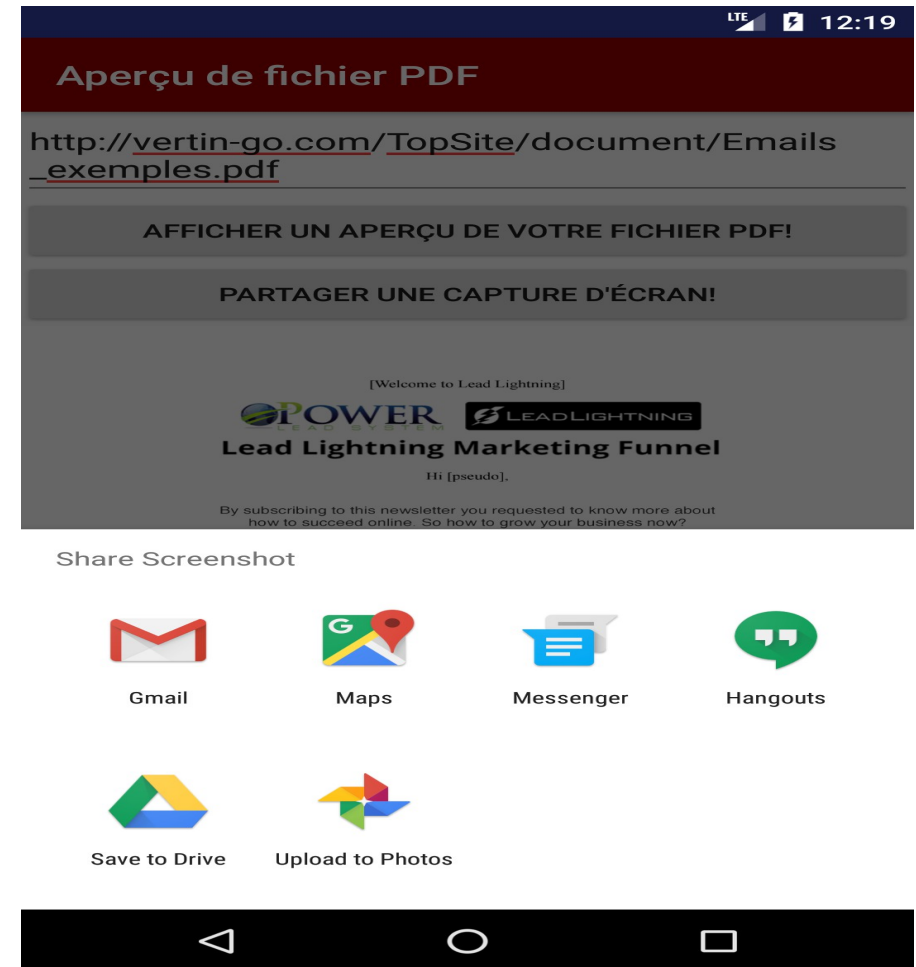 LTE 12:19
Aperçu de fichier PDF
http://vertin-go.com/TopSite/document/Emails
_exemples.pdf
AFFICHER UN APERÇU DE VOTRE FICHIER PDF!
PARTAGER UNE CAPTURE D'ÉCRAN!
[Welcome to Lead Lightning]
POWER LEADLIGHTNING
LEAD SYSTEM
Lead Lightning Marketing Funnel
Hi [pseudo],
By subscribing to this newsletter you requested to know more about
how to succeed online. So how to grow your business now?
Share Screenshot
G
Gmail Maps Messenger Hangouts
Save to Drive Upload to Photos